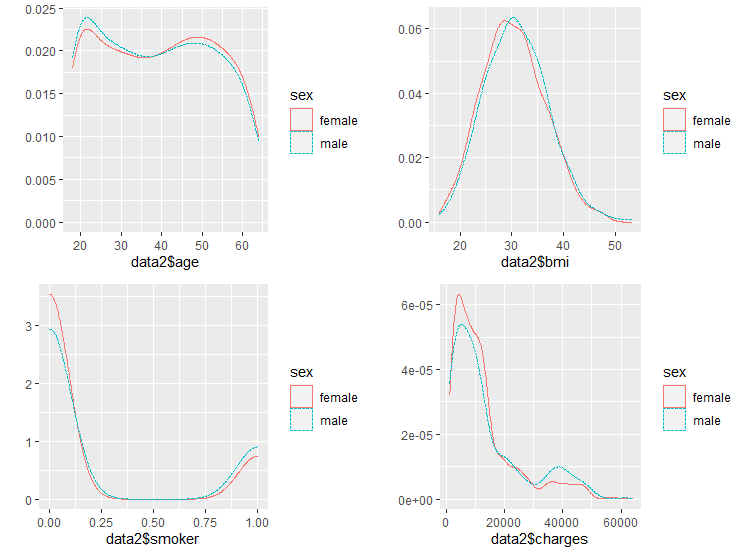 0.025
0.020
0.015
0.010
0.005
0.000
20 30 40 50 60
data2$age
sex
female
male
0.06
0.04
0.02
0.00
20 30 40 50
data2$bmi
sex
female
male
3
2
1
0
0.00 0.25 0.50 0.75 1.00
data2$smoker
sex
female
male
6e-05
4e-05
2e-05
0e+00
0 20000 40000 60000
data2$charges
sex
female
male